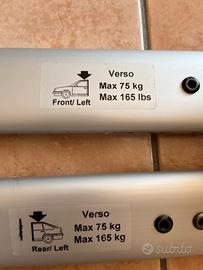 Verso
Max 75 kg
Max 165 lbs
Front/ Left
Verso
Max 75 kg
Max 165 kg
Rear/ Left
subito